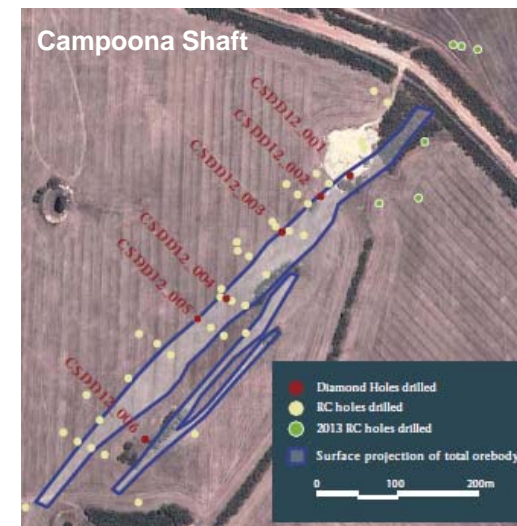 Campoona Shaft
CSDD12_001
CSDD12_002
CSDD12_003
CSDD12_004
CSDD12_005
CSDD12_006
Diamond Holes drilled
RC holes drilled
2013 RC holes drilled
Surface projection of total orebody
0 100 200m